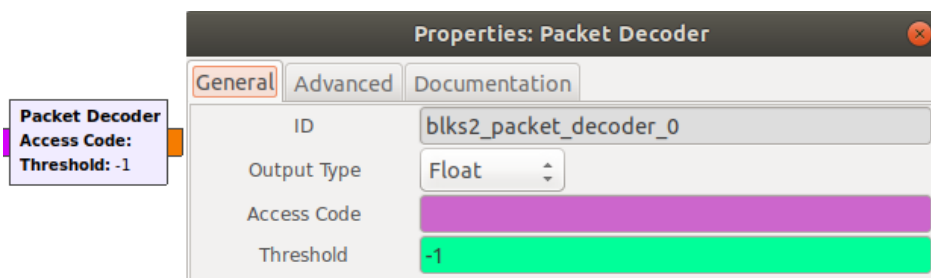 Properties: Packet Decoder
General Advanced Documentation
Packet Decoder
Access Code:
Threshold: -1
ID blks2_packet_decoder_0
Output Type Float
Access Code
Threshold -1